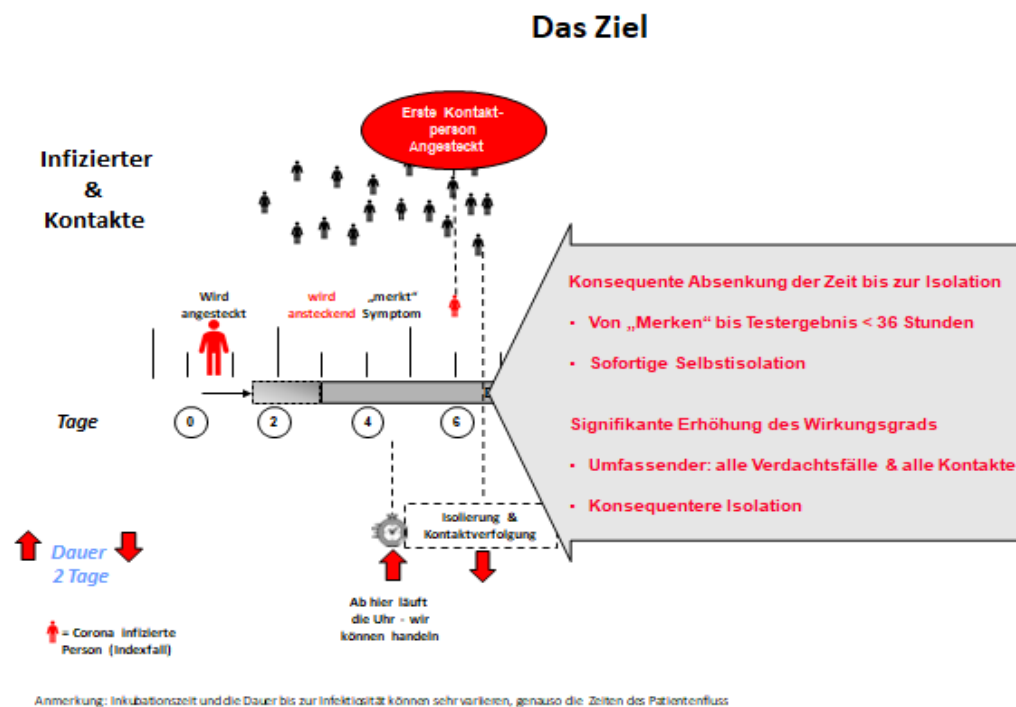 Das Ziel
Erste Kontakt-
person
Angesteckt
Infizierter
&
Kontakte
Wird
angesteckt
wird
ansteckend
„merkt“
Symptom
Konsequente Absenkung der Zeit bis zur Isolation
• Von „Merken“ bis Testergebnis < 36 Stunden
• Sofortige Selbstisolation
Signifikante Erhöhung des Wirkungsgrads
• Umfassender: alle Verdachtsfälle & alle Kontakte
• Konsequentere Isolation
Tage
0
2
4
6
Isolierung &
Kontaktverfolgung
Dauer
2 Tage
Ab hier läuft
die Uhr - wir
können handeln
= Corona infizierte
Person (Indexfall)
Anmerkung: Inkubationszeit und die Dauer bis zur Infektiosität können sehr variieren, genauso die Zeiten des Patientenfluss